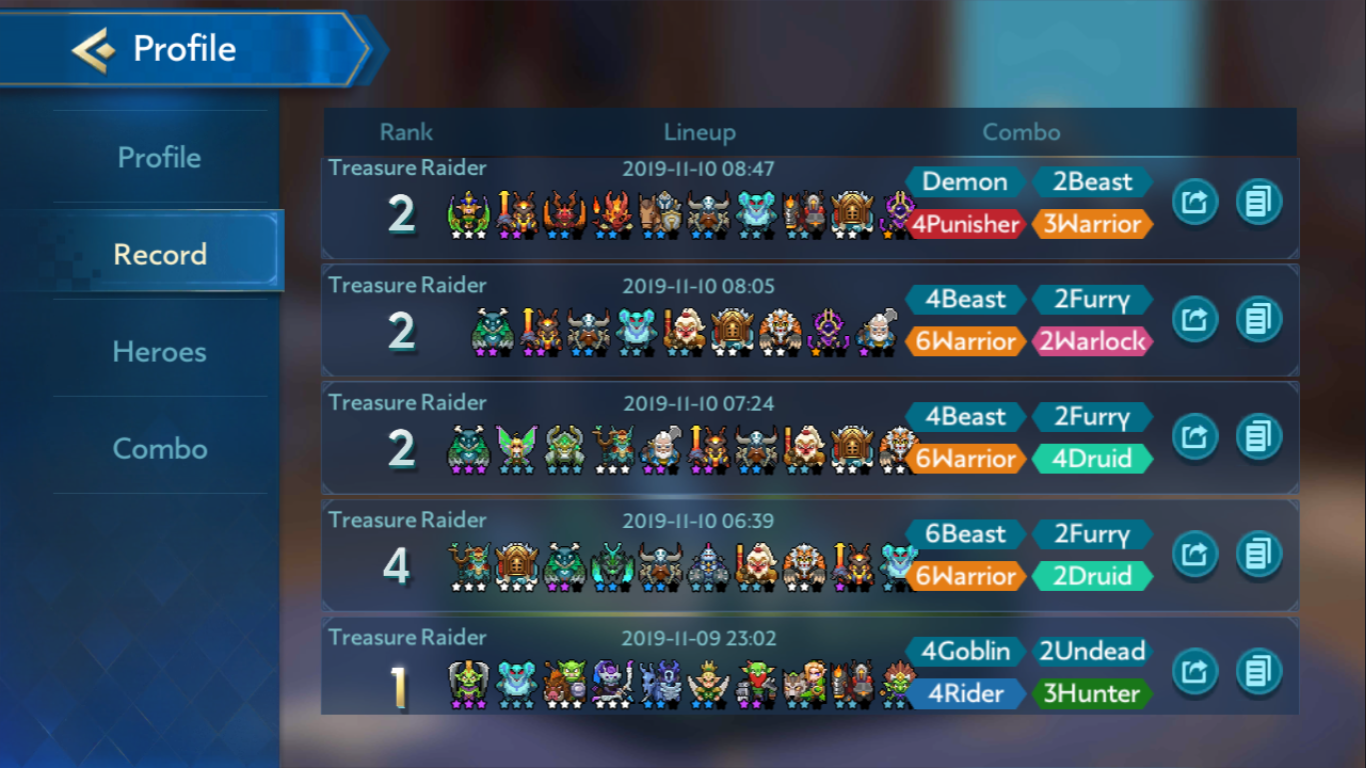 Profile
Profile
Record
Heroes
Combo
Rank Lineup Combo
Treasure Raider 2019-11-10 08:47
2
Demon 2Beast
4Punisher 3Warrior
Treasure Raider 2019-11-10 08:05
2
4Beast 2Furry
6Warrior 2Warlock
Treasure Raider 2019-11-10 07:24
2
4Beast 2Furry
6Warrior 4Druid
Treasure Raider 2019-11-10 06:39
4
6Beast 2Furry
6Warrior 2Druid
Treasure Raider 2019-11-09 23:02
1
4Goblin 2Undead
4Rider 3Hunter